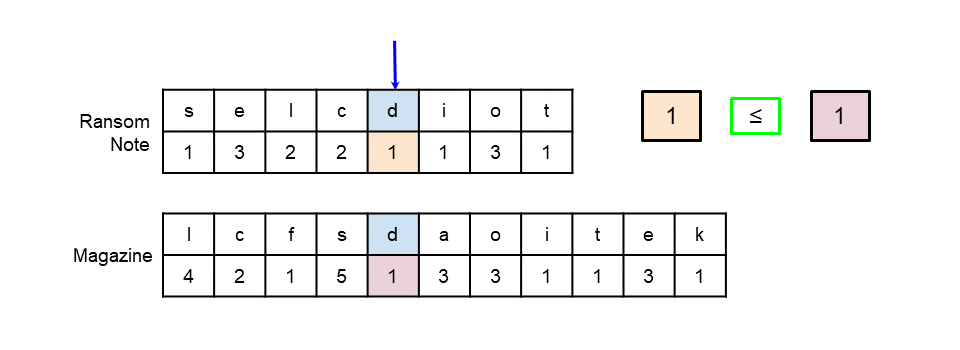 s e l c d i o t
Ransom Note
1 3 2 2 1 1 3 1
1 ≤ 1
l c f s d a o i t e k
Magazine
4 2 1 5 1 3 3 1 1 3 1